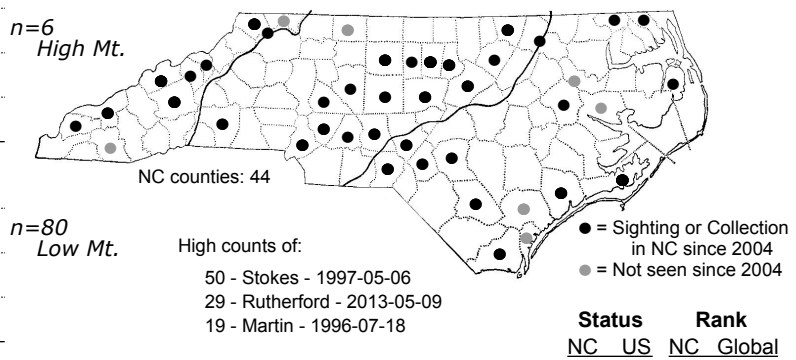 n=6
High Mt.
NC counties: 44
n=80
Low Mt.
High counts of:
50 - Stokes - 1997-05-06
29 - Rutherford - 2013-05-09
19 - Martin - 1996-07-18
● = Sighting or Collection
in NC since 2004
● = Not seen since 2004
Status Rank
NC US NC Global